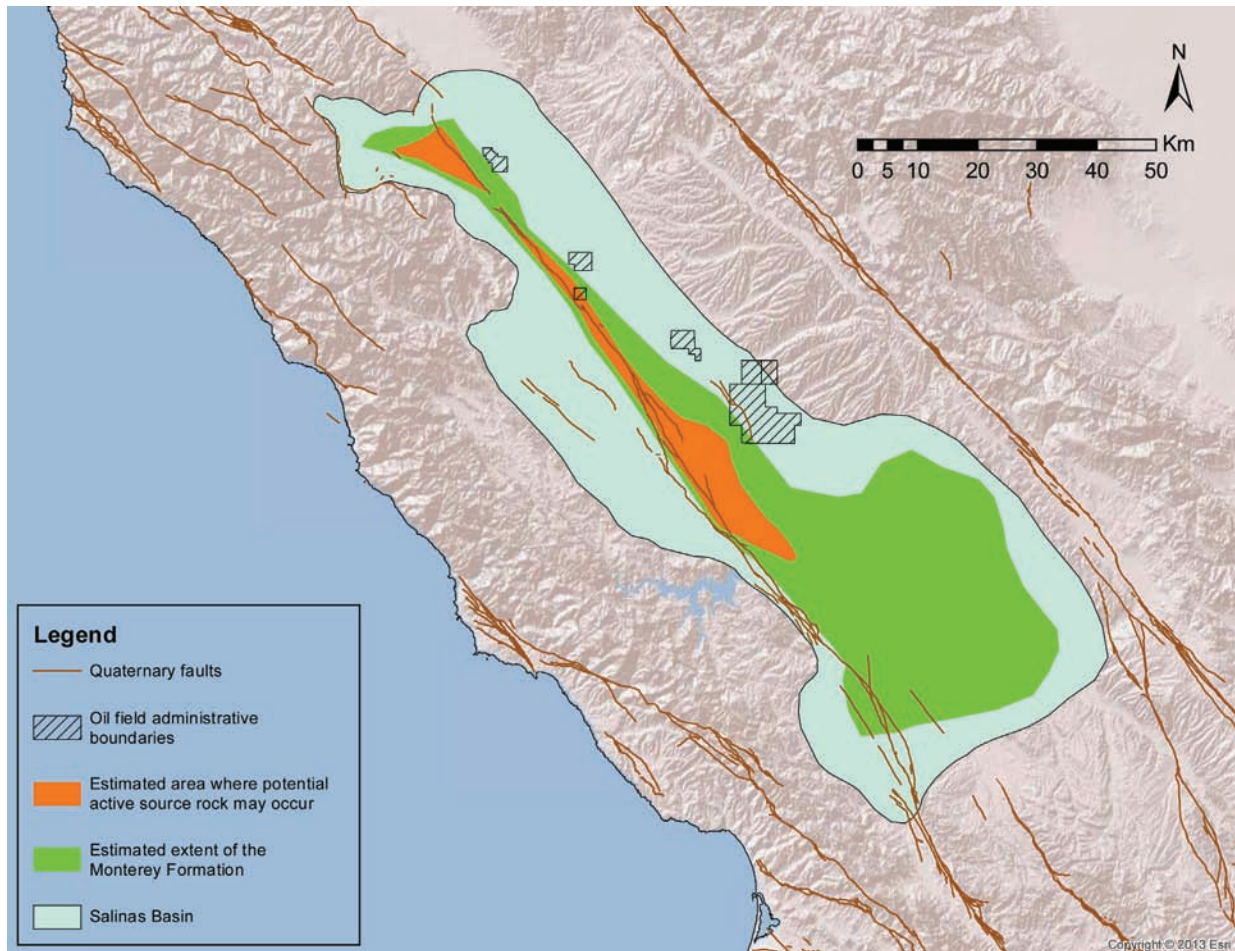 N
Km
0 5 10 20 30 40 50
Legend
Quaternary faults
Oil field administrative
boundaries
Estimated area where potential
active source rock may occur
Estimated extent of the
Monterey Formation
Salinas Basin
Copyright © 2013 Esri